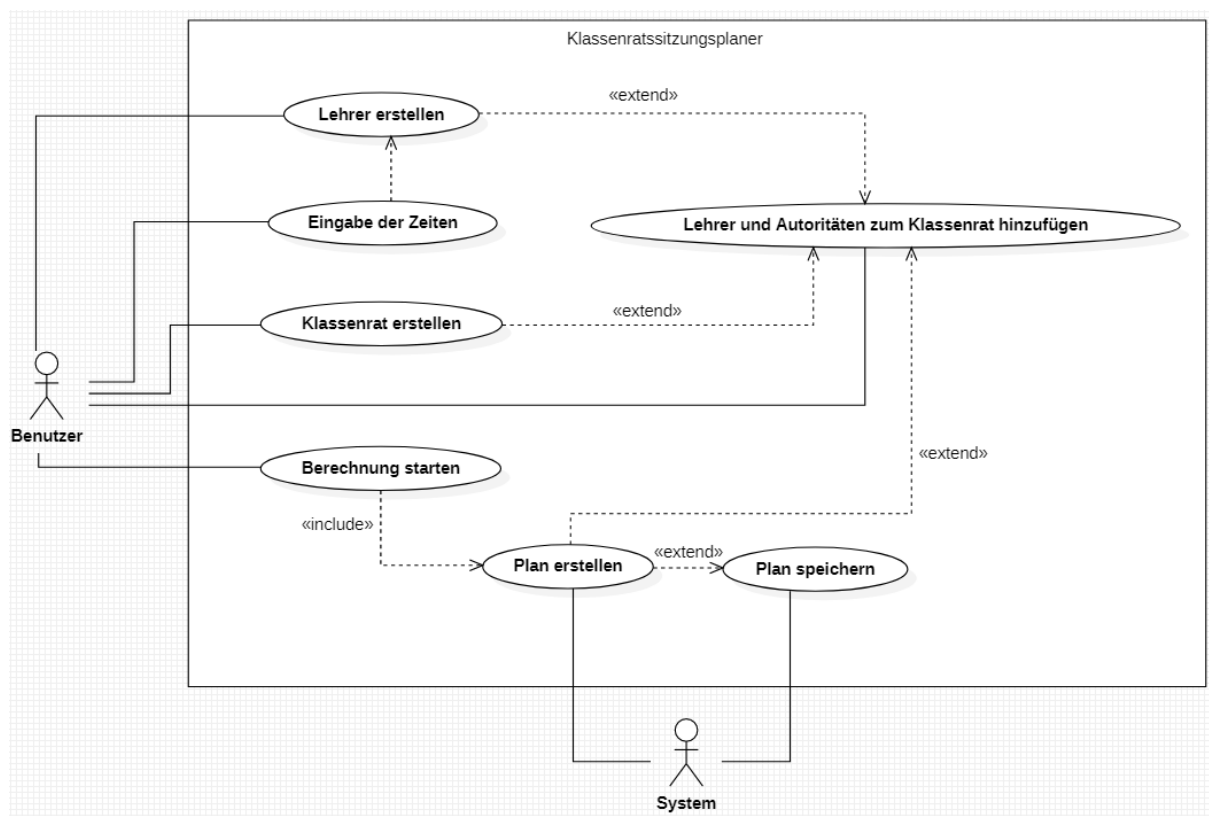 Klassenratssitzungsplaner
«extend»
Lehrer erstellen
Eingabe der Zeiten
Lehrer und Autoritäten zum Klassenrat hinzufügen
«extend»
Klassenrat erstellen
Benutzer
«extend»
Berechnung starten
«include»
«extend»
Plan erstellen
Plan speichern
System